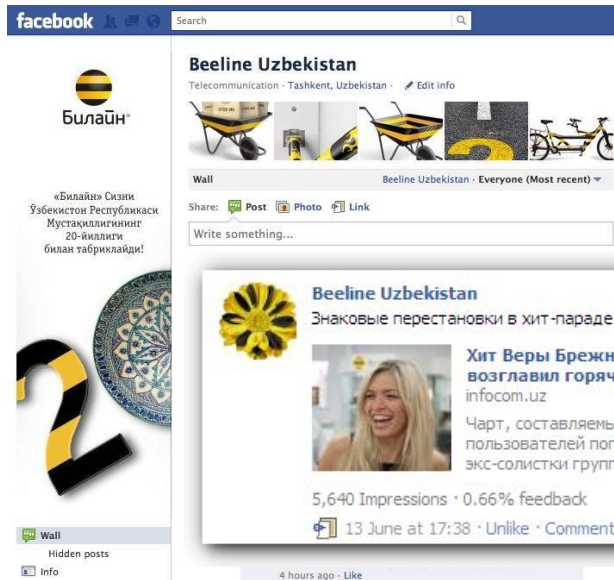 facebook
Search
Билайн
«Билайн» Сизни
Ўзбекистон Республикаси
Мустақиллигининг
20-йиллиги
билан табриклайди!
20
Wall
Hidden posts
Info
Beeline Uzbekistan
Telecommunication · Tashkent, Uzbekistan · Edit info
Wall
Beeline Uzbekistan · Everyone (Most recent)
Share: Post Photo Link
Write something...
Beeline Uzbekistan
Знаковые перестановки в хит-параде
Хит Веры Брежн
возглавил горяч
infocom.uz
Чарт, составляемы
пользователей поп
экс-солистки групп
5,640 Impressions · 0.66% feedback
13 June at 17:38 · Unlike · Comment
4 hours ago · Like